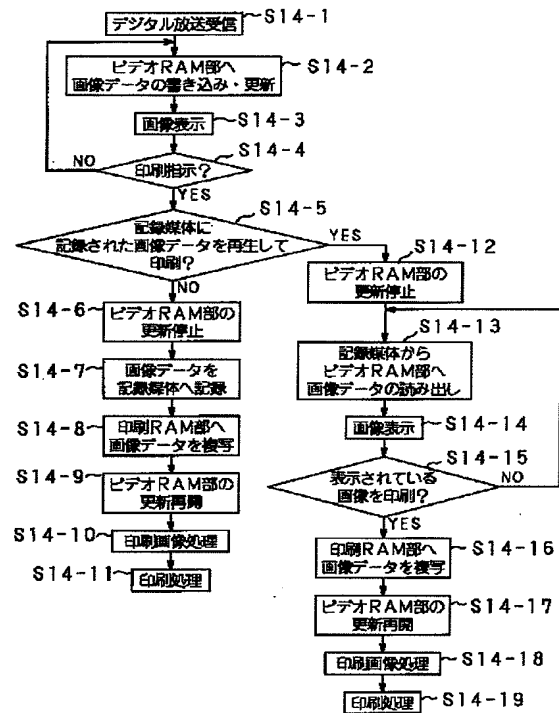 デジタル放送受信
S14-1
ビデオRAM部へ
画像データの書き込み・更新
S14-2
画像表示
S14-3
印刷指示?
S14-4
NO
YES
記録媒体に
記録された画像データを再生して
印刷?
S14-5
YES
NO
S14-6
ビデオRAM部の
更新停止
S14-7
画像データを
記録媒体へ記録
S14-8
印刷RAM部へ
画像データを複写
S14-9
ビデオRAM部の
更新再開
S14-10
印刷画像処理
S14-11
印刷処理
S14-12
ビデオRAM部の
更新停止
S14-13
記録媒体から
ビデオRAM部へ
画像データの読み出し
S14-14
画像表示
S14-15
表示されている
画像を印刷?
NO
YES
印刷RAM部へ
画像データを複写
S14-16
ビデオRAM部の
更新再開
S14-17
印刷画像処理
S14-18
印刷処理
S14-19